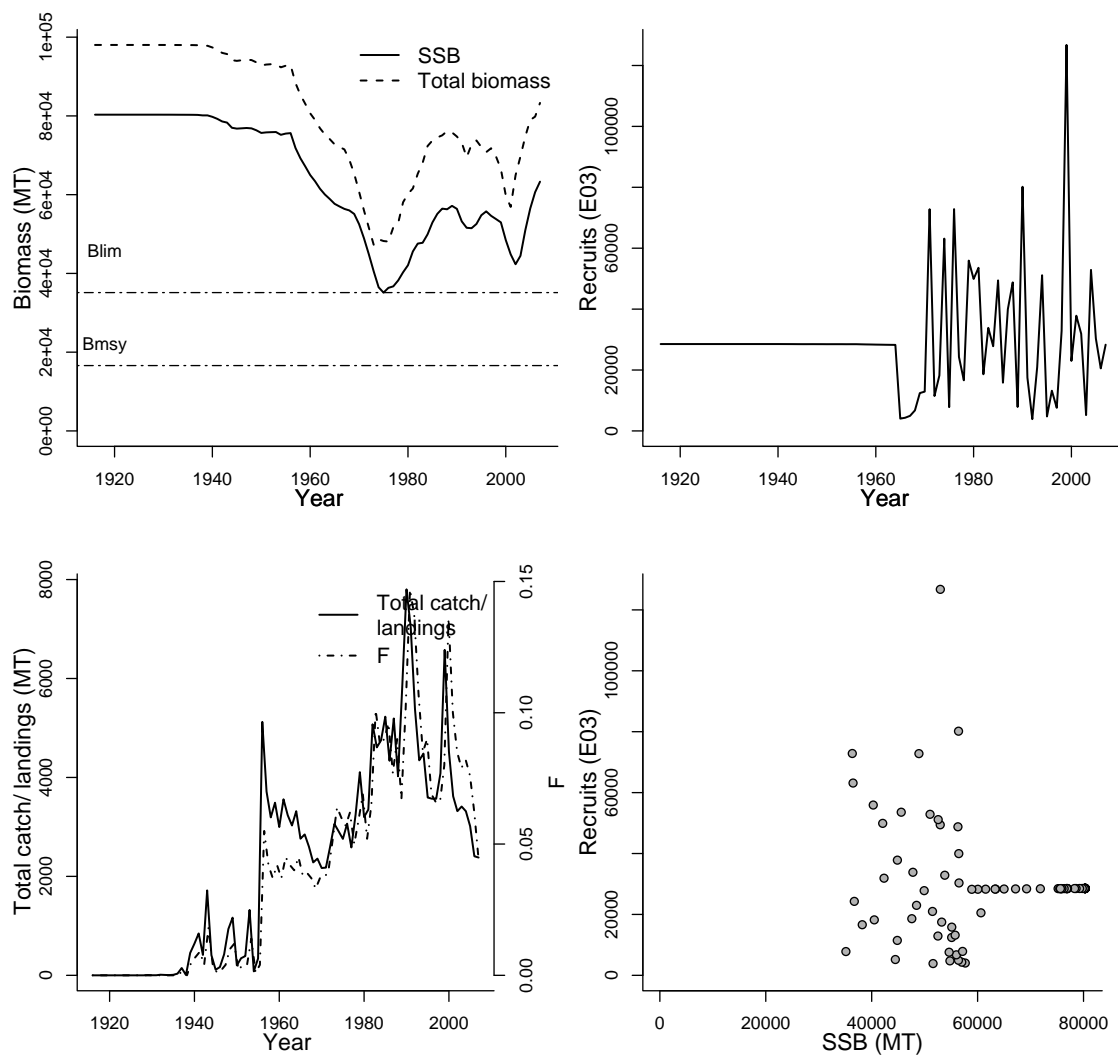 SSB
Total biomass
Blim
Bmsy
Biomass (MT)
0e+00 2e+04 4e+04 6e+04 8e+04 1e+05
1920 1940 1960 1980 2000
Year
Recruits (E03)
0 20000 60000 100000
1920 1940 1960 1980 2000
Year
Total catch/
landings
F
Total catch/ landings (MT)
0 2000 4000 6000 8000
0.00 0.05 0.10 0.15
F
1920 1940 1960 1980 2000
Year
Recruits (E03)
0 20000 60000 100000
0 20000 40000 60000 80000
SSB (MT)